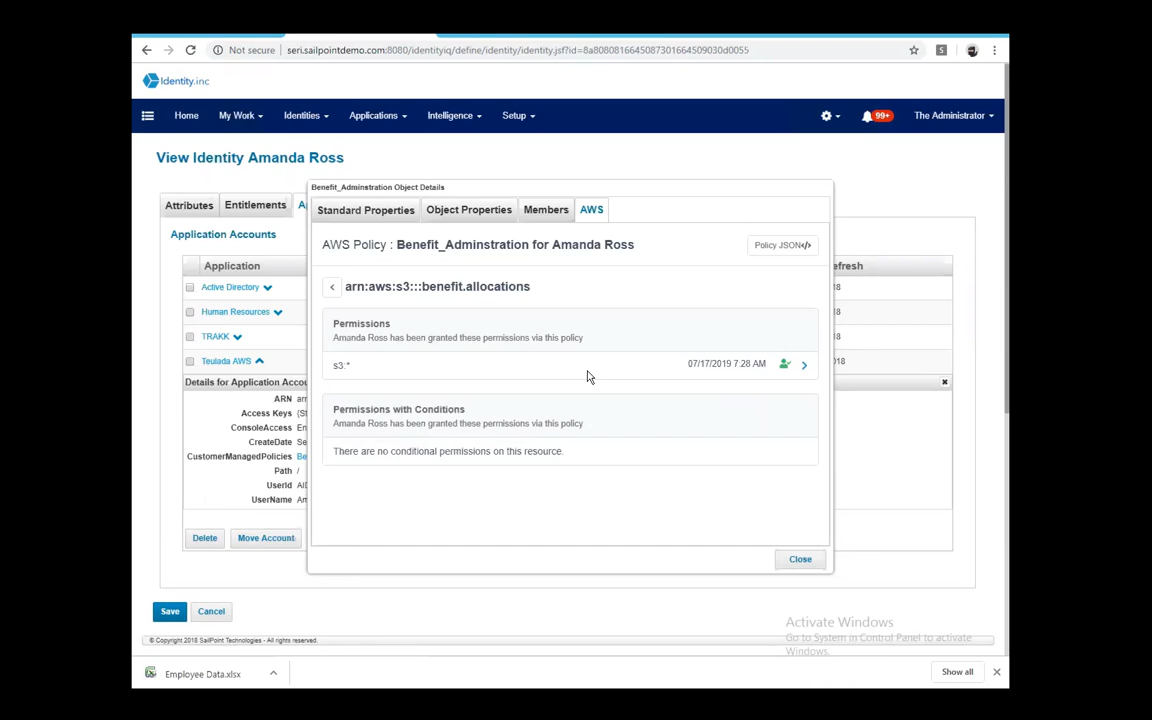 Not secure | seri.sailpointdemo.com:8080/identityiq/define/identity/identity.jsf?id=8a8080816645087301664509030d0055
S
Identity.inc
Home My Work Identities Applications Intelligence Setup 99+ The Administrator
View Identity Amanda Ross
Benefit_Adminstration Object Details
Attributes Entitlements
Standard Properties Object Properties Members AWS
Application Accounts
AWS Policy : Benefit_Adminstration for Amanda Ross Policy JSON</>
Application
efresh
arn:aws:s3:::benefit.allocations
Active Directory
18
Human Resources
18
Permissions
Amanda Ross has been granted these permissions via this policy
TRAKK
18
Teulada AWS
018
s3:* 07/17/2019 7:28 AM
Details for Application Accou
ARN
Access Keys
ConsoleAccess
CreateDate
CustomerManagedPolicies
Path /
UserId
UserName
Permissions with Conditions
Amanda Ross has been granted these permissions via this policy
There are no conditional permissions on this resource.
Delete Move Account
Close
Save Cancel
© Copyright 2018 SailPoint Technologies - All rights reserved.
Activate Windows
Go to System in Control Panel to activate
Windows.
Employee Data.xlsx Show all